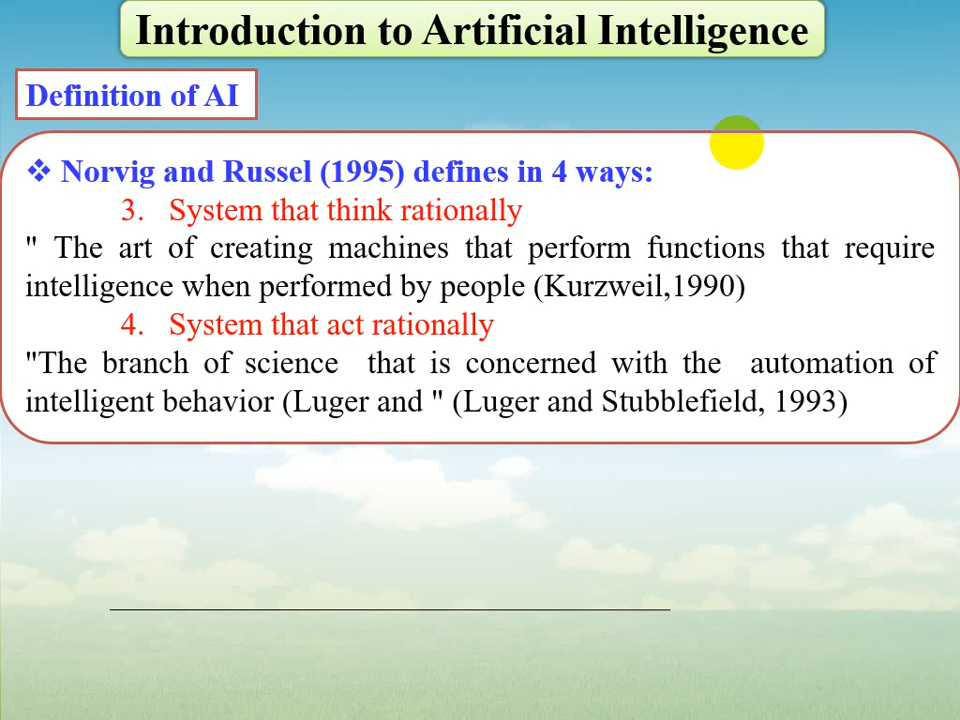 Introduction to Artificial Intelligence
Definition of AI
❖ Norvig and Russel (1995) defines in 4 ways:
3. System that think rationally
" The art of creating machines that perform functions that require
intelligence when performed by people (Kurzweil,1990)
4. System that act rationally
"The branch of science that is concerned with the automation of
intelligent behavior (Luger and " (Luger and Stubblefield, 1993)